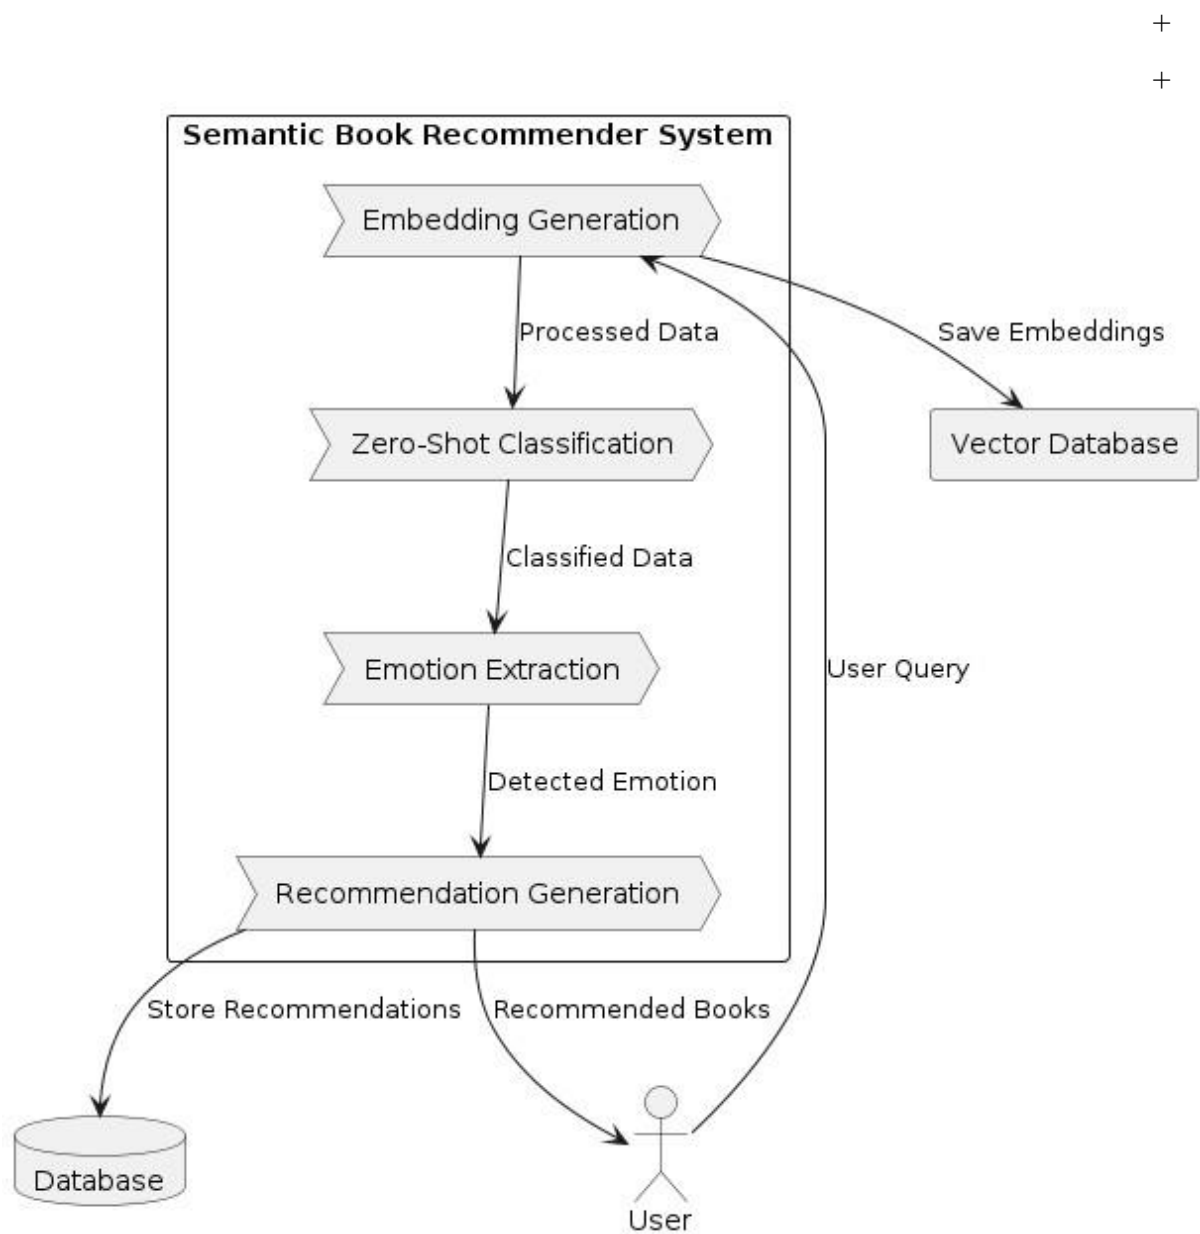 +
+
Semantic Book Recommender System
Embedding Generation
Processed Data
Save Embeddings
Zero-Shot Classification
Vector Database
Classified Data
Emotion Extraction
User Query
Detected Emotion
Recommendation Generation
Store Recommendations
Recommended Books
Database
User